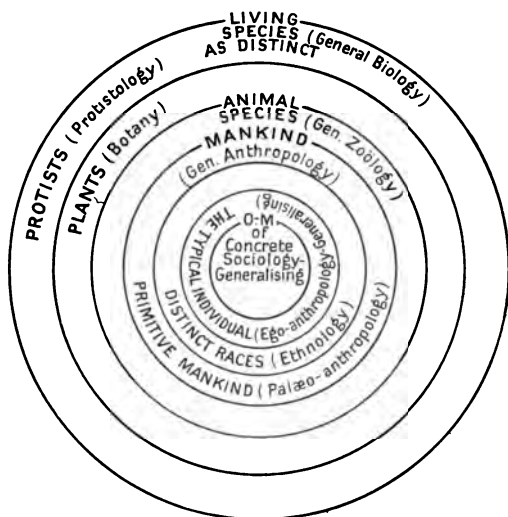 LIVING
SPECIES (General Biology)
AS DISTINCT
PROTISTS (Protistology)
PLANTS (Botany)
ANIMAL
SPECIES (Gen. Zoölogy)
MANKIND
(Gen. Anthropology)
PRIMITIVE MANKIND (Palæo-anthropology)
DISTINCT RACES (Ethnology)
THE TYPICAL INDIVIDUAL (Ego-anthropology-Generalising)
O-M
of
Concrete
Sociology-
Generalising